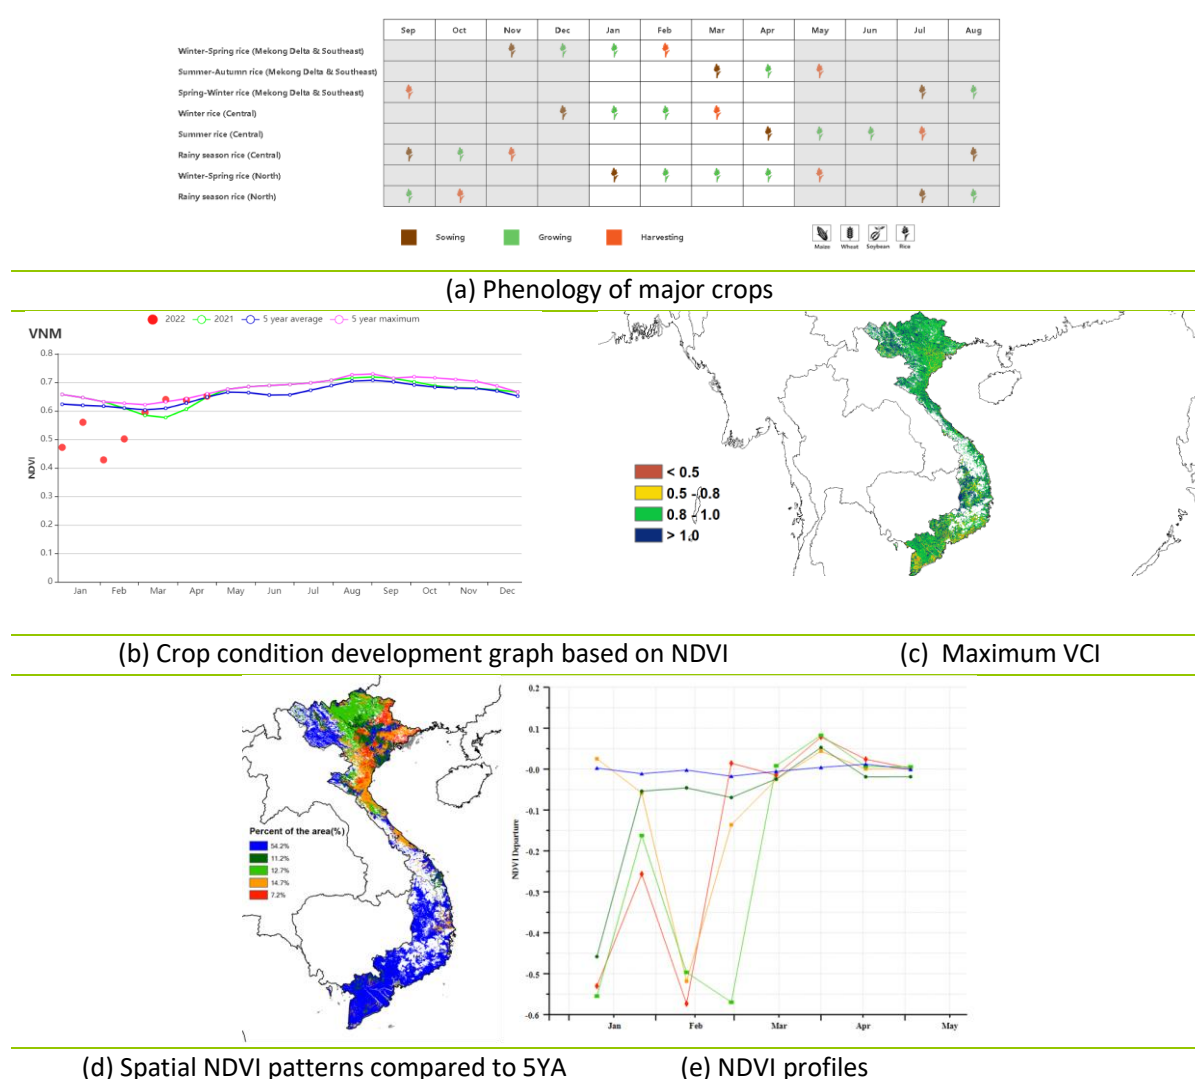 Sep Oct Nov Dec Jan Feb Mar Apr May Jun Jul Aug
Winter-Spring rice (Mekong Delta & Southeast)
Summer-Autumn rice (Mekong Delta & Southeast)
Spring-Winter rice (Mekong Delta & Southeast)
Winter rice (Central)
Summer rice (Central)
Rainy season rice (Central)
Winter-Spring rice (North)
Rainy season rice (North)
Sowing Growing Harvesting
Maize Wheat Soybean Rice
(a) Phenology of major crops
2022 2021 5 year average 5 year maximum
VNM
0.8
0.7
0.6
0.5
0.4
0.3
0.2
0.1
0
NDVI
Jan Feb Mar Apr May Jun Jul Aug Sep Oct Nov Dec
< 0.5
0.5 - 0.8
0.8 - 1.0
> 1.0
(b) Crop condition development graph based on NDVI
(c) Maximum VCI
Percent of the area(%)
54.2%
11.2%
12.7%
14.7%
7.2%
0.2
0.1
-0.0
-0.1
-0.2
-0.3
-0.4
-0.5
-0.6
NDVI Departure
Jan Feb Mar Apr May
(d) Spatial NDVI patterns compared to 5YA
(e) NDVI profiles